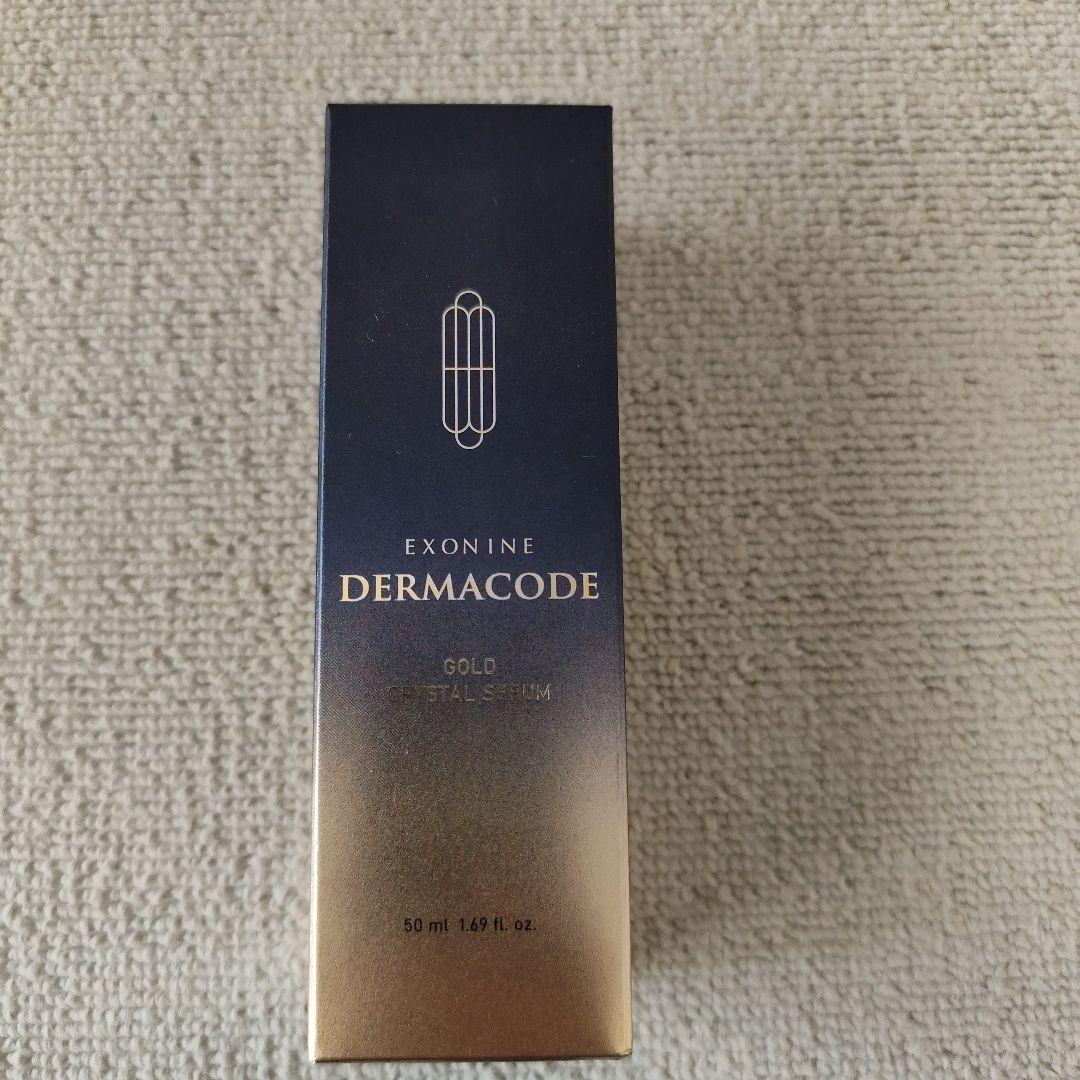 EXONINE
DERMACODE
GOLD
CRYSTAL SERUM
50 ml 1.69 fl. oz.